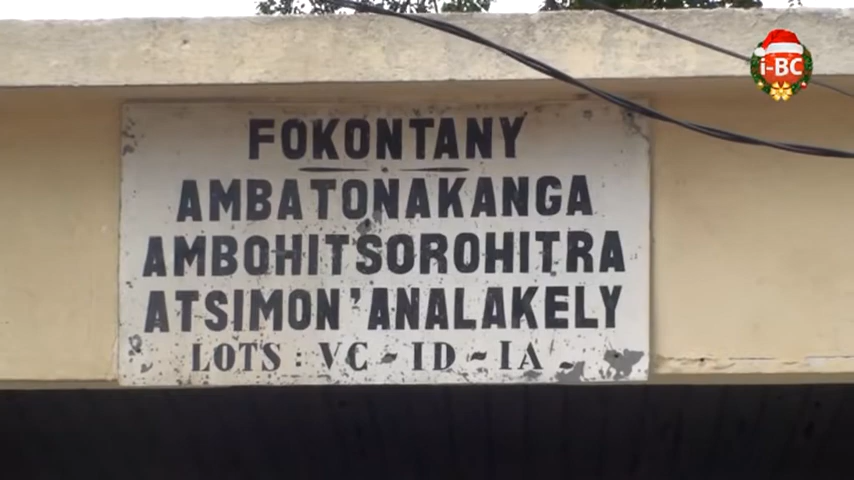 i-BC
FOKONTANY
AMBATONAKANGA
AMBOHITSOROHITRA
ATSIMON'ANALAKELY
LOTS : VC - ID - IA